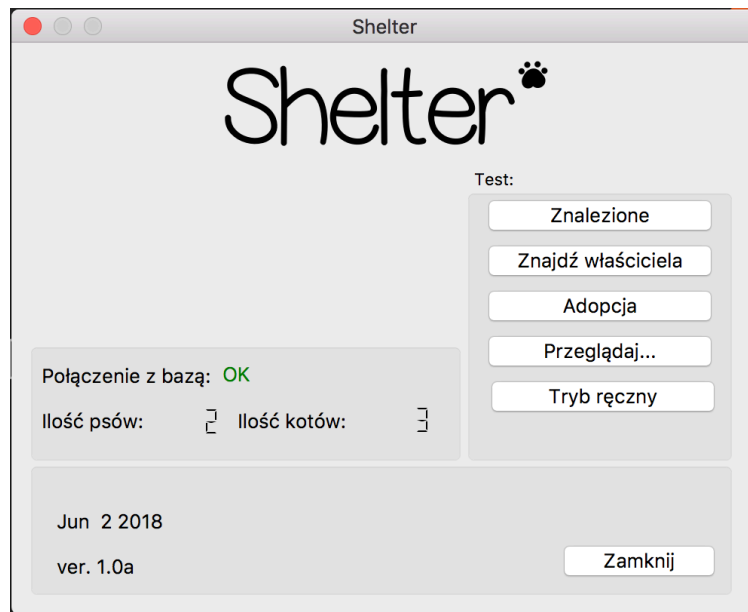 Shelter
Shelter
Test:
Znalezione
Znajdź właściciela
Adopcja
Przeglądaj...
Tryb ręczny
Połączenie z bazą: OK
Ilość psów: 2 Ilość kotów: 3
Jun 2 2018
ver. 1.0a
Zamknij